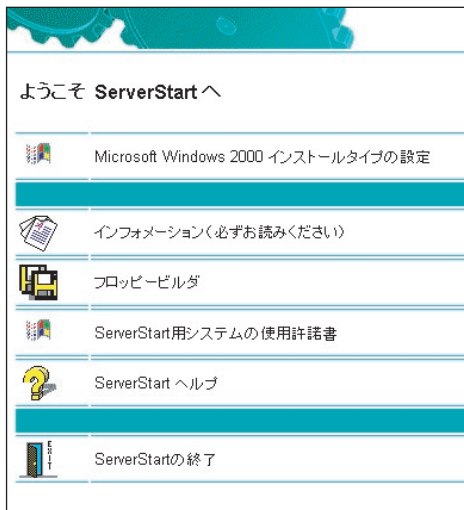 ようこそ ServerStart へ
Microsoft Windows 2000 インストールタイプの設定
インフォメーション(必ずお読みください)
フロッピービルダ
ServerStart用システムの使用許諾書
ServerStart ヘルプ
EXIT
ServerStartの終了